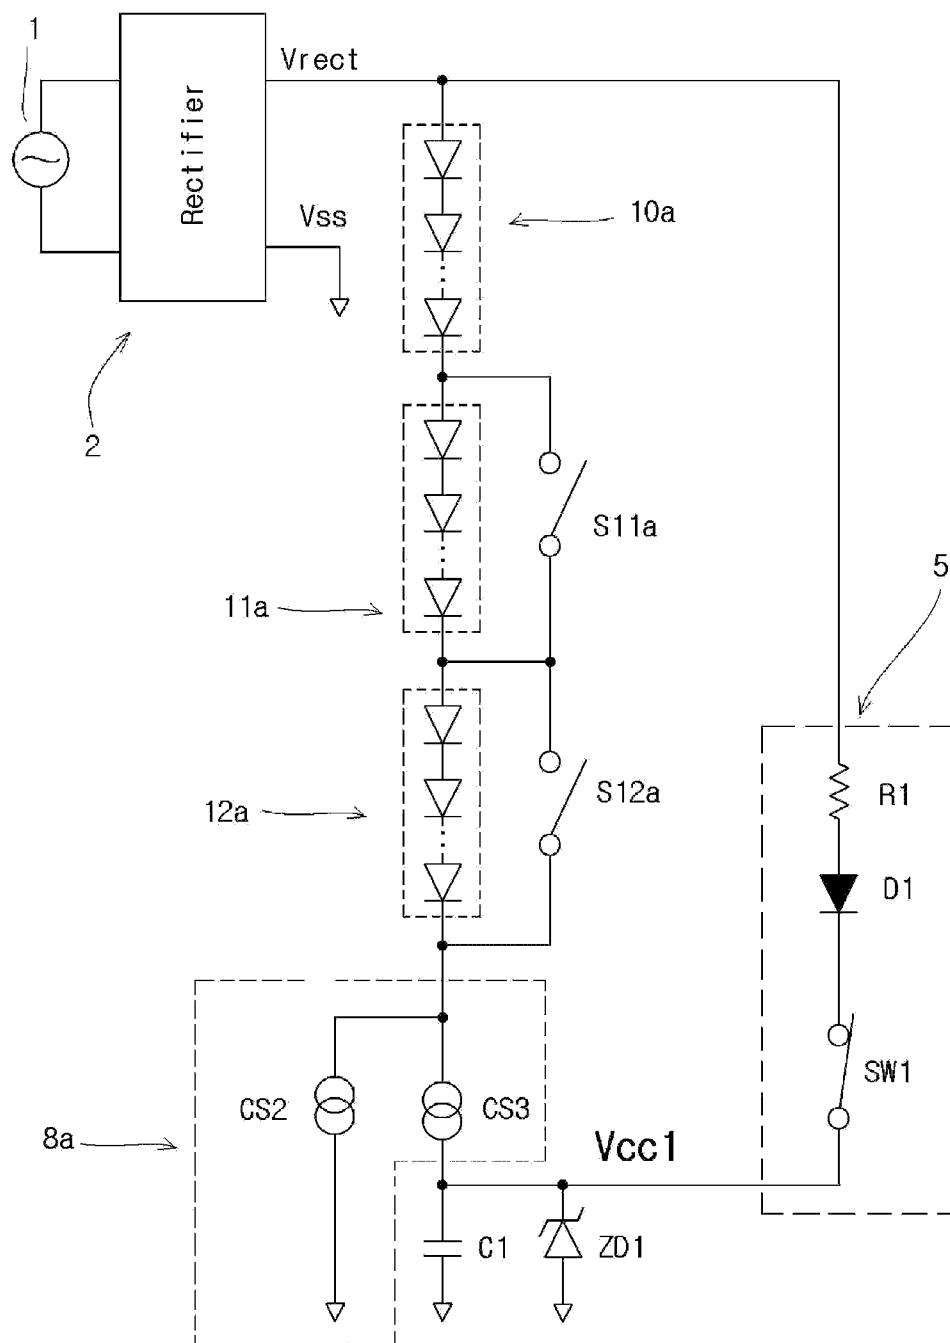 1
Vrect
Rectifier
Vss
10a
2
S11a
11a
5
S12a
12a
R1
D1
SW1
CS2
CS3
8a
Vcc1
C1
ZD1